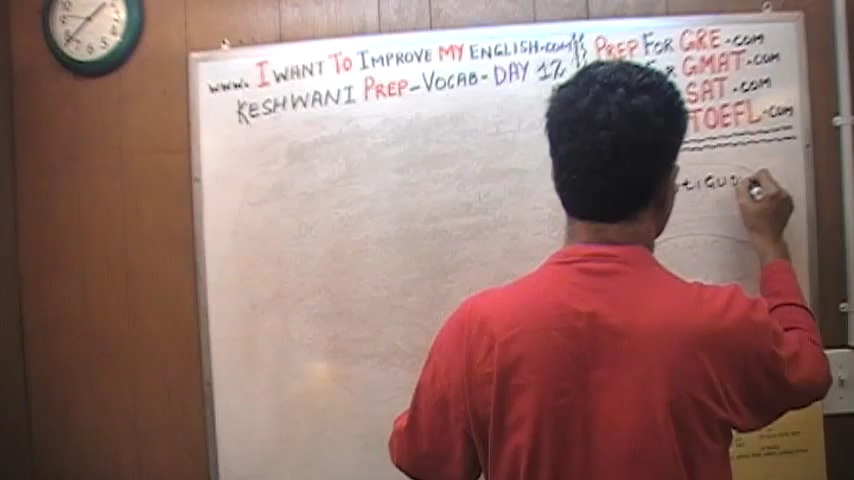 www. I WANT TO IMPROVE MY ENGLISH.com}} PREP FOR GRE.com
KESHWANI PREP-VOCAB-DAY 12 FOR GMAT.com
SAT.com
TOEFL.com